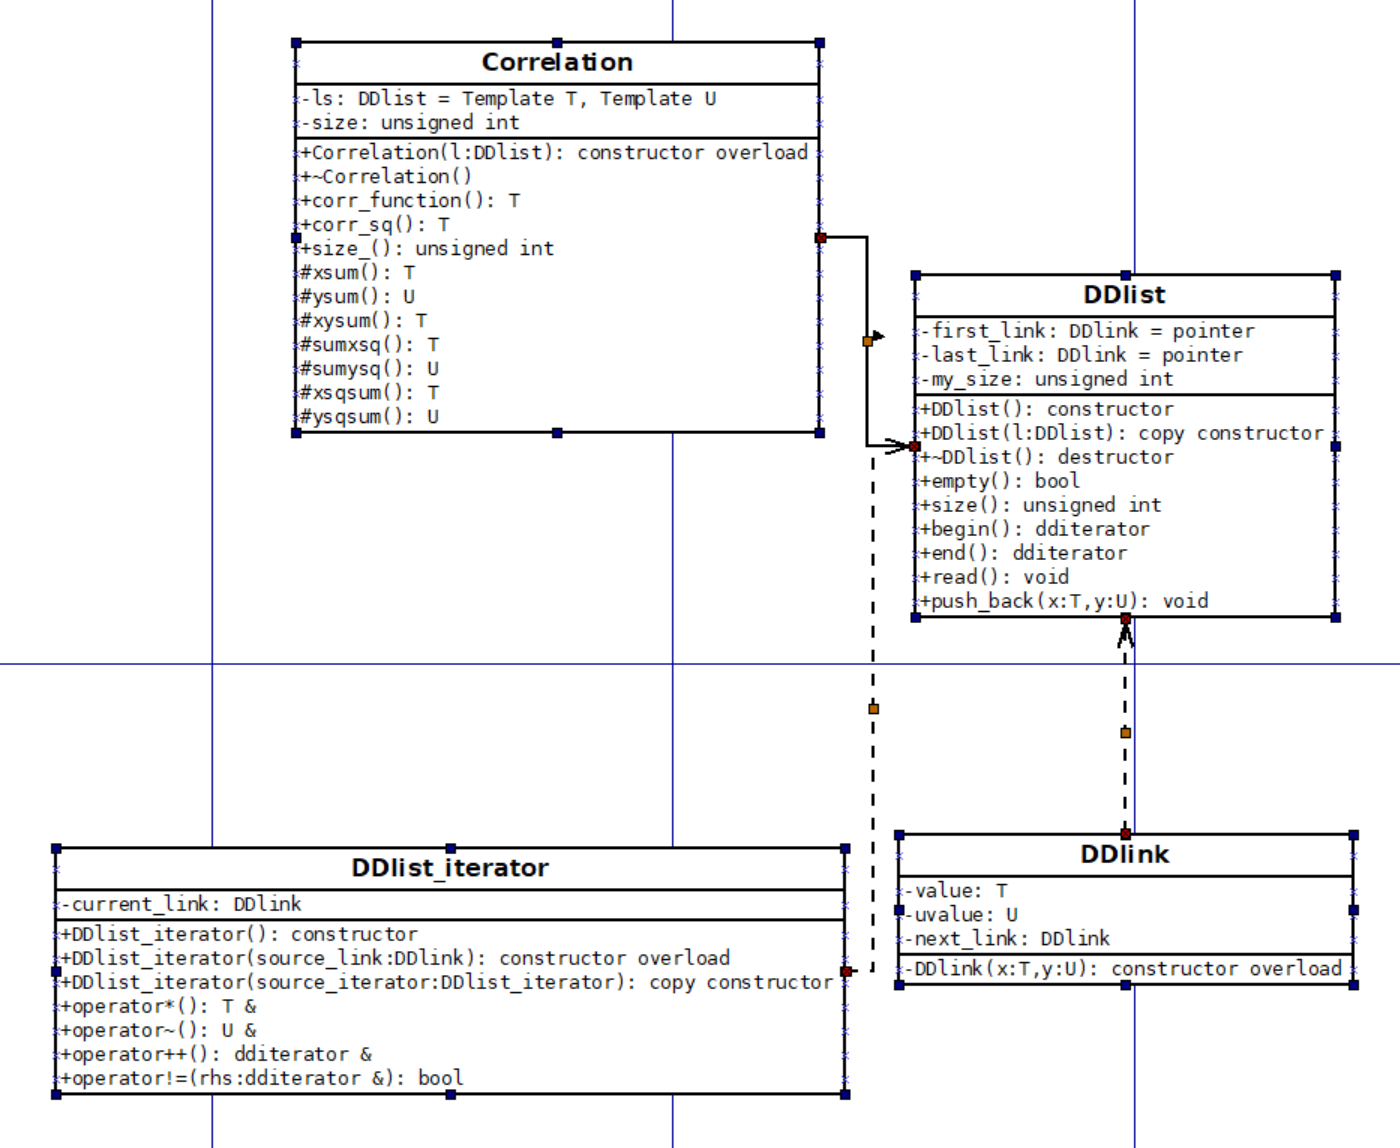 Correlation
-ls: DDlist = Template T, Template U
-size: unsigned int
+Correlation(l:DDlist): constructor overload
+~Correlation()
+corr_function(): T
+corr_sq(): T
+size_(): unsigned int
#xsum(): T
#ysum(): U
#xysum(): T
#sumxsq(): T
#sumysq(): U
#xsqsum(): T
#ysqsum(): U
DDlist
-first_link: DDlink = pointer
-last_link: DDlink = pointer
-my_size: unsigned int
+DDlist(): constructor
+DDlist(l:DDlist): copy constructor
+~DDlist(): destructor
+empty(): bool
+size(): unsigned int
+begin(): dditerator
+end(): dditerator
+read(): void
+push_back(x:T,y:U): void
DDlist_iterator
-current_link: DDlink
+DDlist_iterator(): constructor
+DDlist_iterator(source_link:DDlink): constructor overload
+DDlist_iterator(source_iterator:DDlist_iterator): copy constructor
+operator*(): T &
+operator~(): U &
+operator++(): dditerator &
+operator!=(rhs:dditerator &): bool
DDlink
-value: T
-uvalue: U
-next_link: DDlink
-DDlink(x:T,y:U): constructor overload